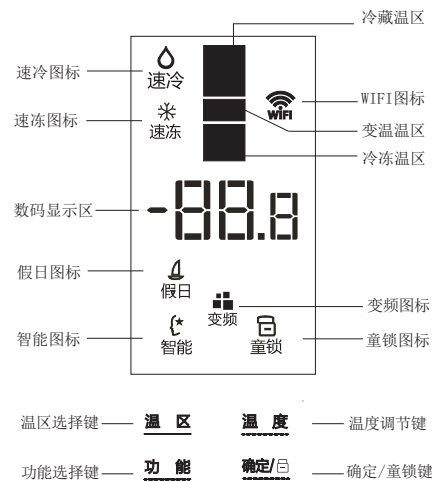 冷藏温区
速冷图标
速冷
WIFI图标
WiFi
速冻图标
速冻
变温温区
冷冻温区
数码显示区
-88.8
假日图标
假日
变频图标
变频
智能图标
智能
童锁
童锁图标
温区选择键
温 区
温 度
温度调节键
功能选择键
功 能
确定/
确定/童锁键